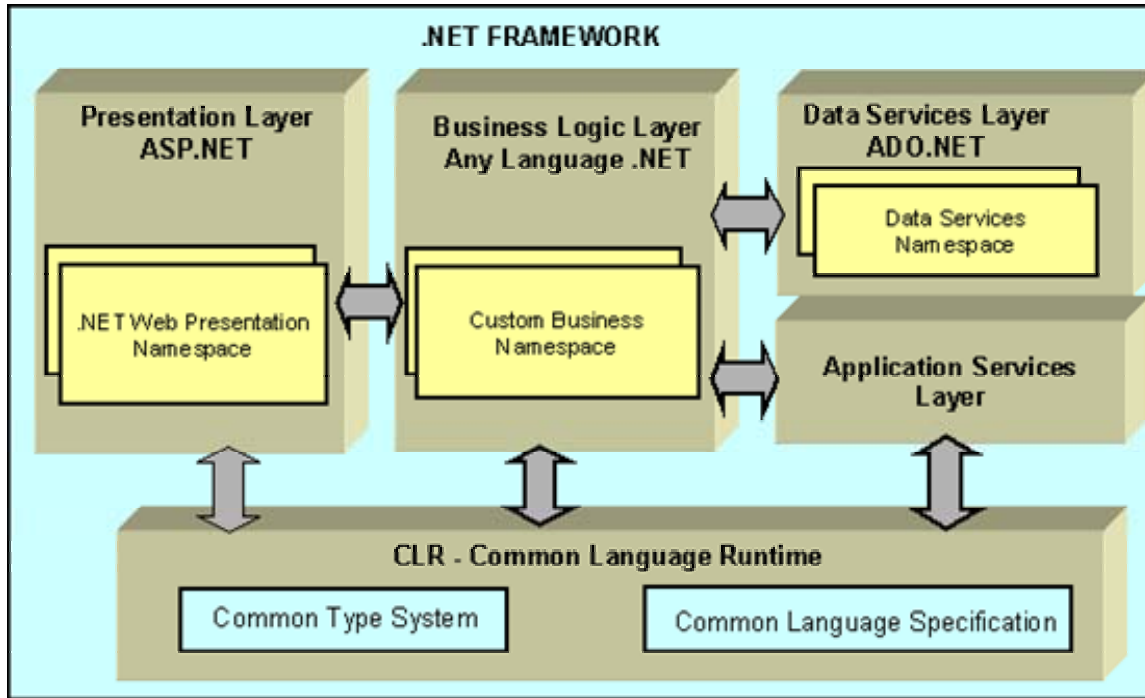 .NET FRAMEWORK
Presentation Layer
ASP.NET
.NET Web Presentation
Namespace
Business Logic Layer
Any Language .NET
Custom Business
Namespace
Data Services Layer
ADO.NET
Data Services
Namespace
Application Services
Layer
CLR - Common Language Runtime
Common Type System
Common Language Specification